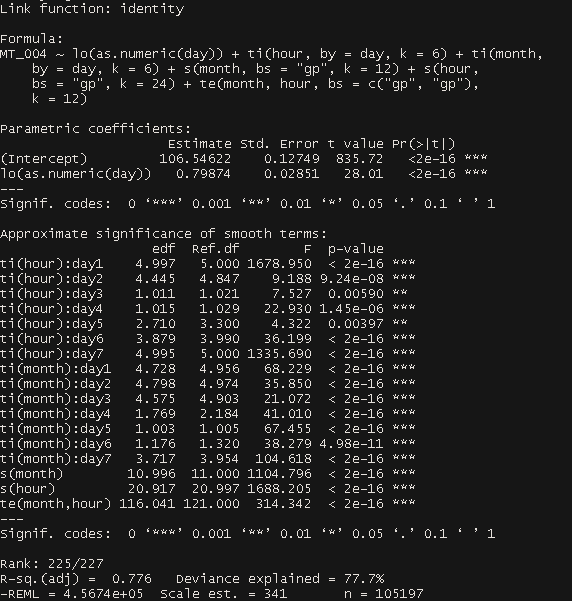 Link function: identity
Formula:
MT_004 ~ lo(as.numeric(day)) + ti(hour, by = day, k = 6) + ti(month,
by = day, k = 6) + s(month, bs = "gp", k = 12) + s(hour,
bs = "gp", k = 24) + te(month, hour, bs = c("gp", "gp"),
k = 12)
Parametric coefficients:
Estimate Std. Error t value Pr(>|t|)
(Intercept) 106.54622 0.12749 835.72 <2e-16 ***
lo(as.numeric(day)) 0.79874 0.02851 28.01 <2e-16 ***
---
Signif. codes: 0 ‘***’ 0.001 ‘**’ 0.01 ‘*’ 0.05 ‘.’ 0.1 ‘ ’ 1
Approximate significance of smooth terms:
edf Ref.df F p-value
ti(hour):day1 4.997 5.000 1678.950 < 2e-16 ***
ti(hour):day2 4.445 4.847 9.188 9.24e-08 ***
ti(hour):day3 1.011 1.021 7.527 0.00590 **
ti(hour):day4 1.015 1.029 22.930 1.45e-06 ***
ti(hour):day5 2.710 3.300 4.322 0.00397 **
ti(hour):day6 3.879 3.990 36.199 < 2e-16 ***
ti(hour):day7 4.995 5.000 1335.690 < 2e-16 ***
ti(month):day1 4.728 4.956 68.229 < 2e-16 ***
ti(month):day2 4.798 4.974 35.850 < 2e-16 ***
ti(month):day3 4.575 4.903 21.072 < 2e-16 ***
ti(month):day4 1.769 2.184 41.010 < 2e-16 ***
ti(month):day5 1.003 1.005 67.455 < 2e-16 ***
ti(month):day6 1.176 1.320 38.279 4.98e-11 ***
ti(month):day7 3.717 3.954 104.618 < 2e-16 ***
s(month) 10.996 11.000 1104.796 < 2e-16 ***
s(hour) 20.917 20.997 1688.205 < 2e-16 ***
te(month,hour) 116.041 121.000 314.342 < 2e-16 ***
---
Signif. codes: 0 ‘***’ 0.001 ‘**’ 0.01 ‘*’ 0.05 ‘.’ 0.1 ‘ ’ 1
Rank: 225/227
R-sq.(adj) = 0.776 Deviance explained = 77.7%
-REML = 4.5674e+05 Scale est. = 341 n = 105197